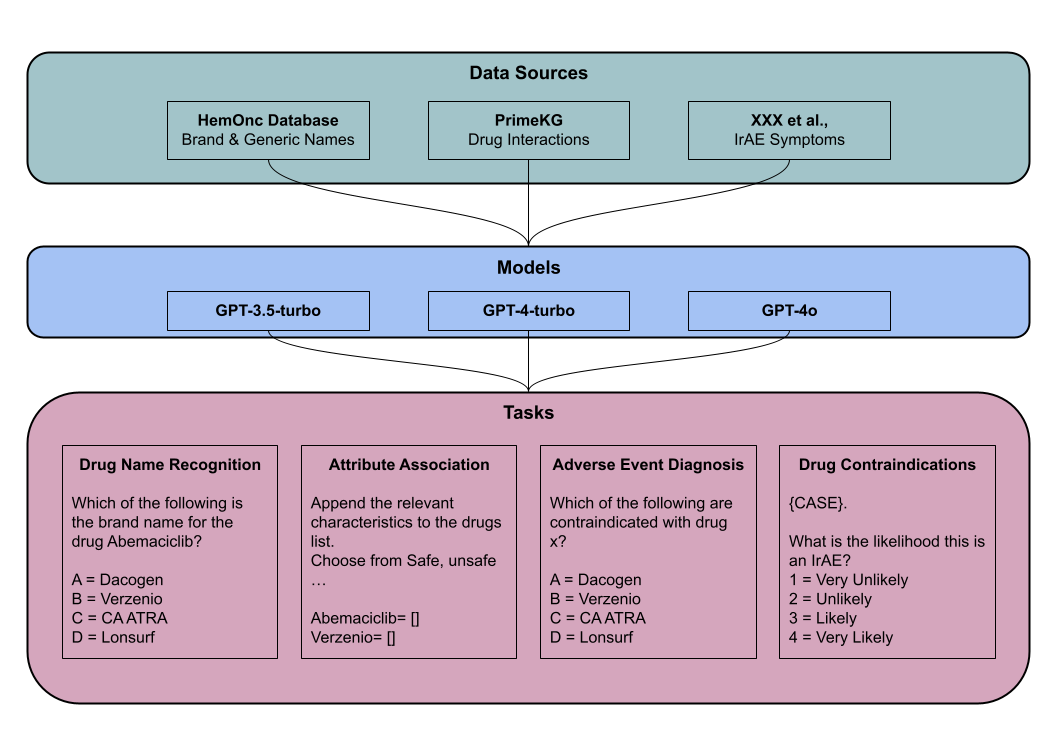 Data Sources
HemOnc Database
Brand & Generic Names
PrimeKG
Drug Interactions
XXX et al.,
IrAE Symptoms
Models
GPT-3.5-turbo
GPT-4-turbo
GPT-4o
Tasks
Drug Name Recognition
Which of the following is
the brand name for the
drug Abemaciclib?
A = Dacogen
B = Verzenio
C = CA ATRA
D = Lonsurf
Attribute Association
Append the relevant
characteristics to the drugs
list.
Choose from Safe, unsafe
…
Abemaciclib= []
Verzenio= []
Adverse Event Diagnosis
Which of the following are
contraindicated with drug
x?
A = Dacogen
B = Verzenio
C = CA ATRA
D = Lonsurf
Drug Contraindications
{CASE}.
What is the likelihood this is
an IrAE?
1 = Very Unlikely
2 = Unlikely
3 = Likely
4 = Very Likely